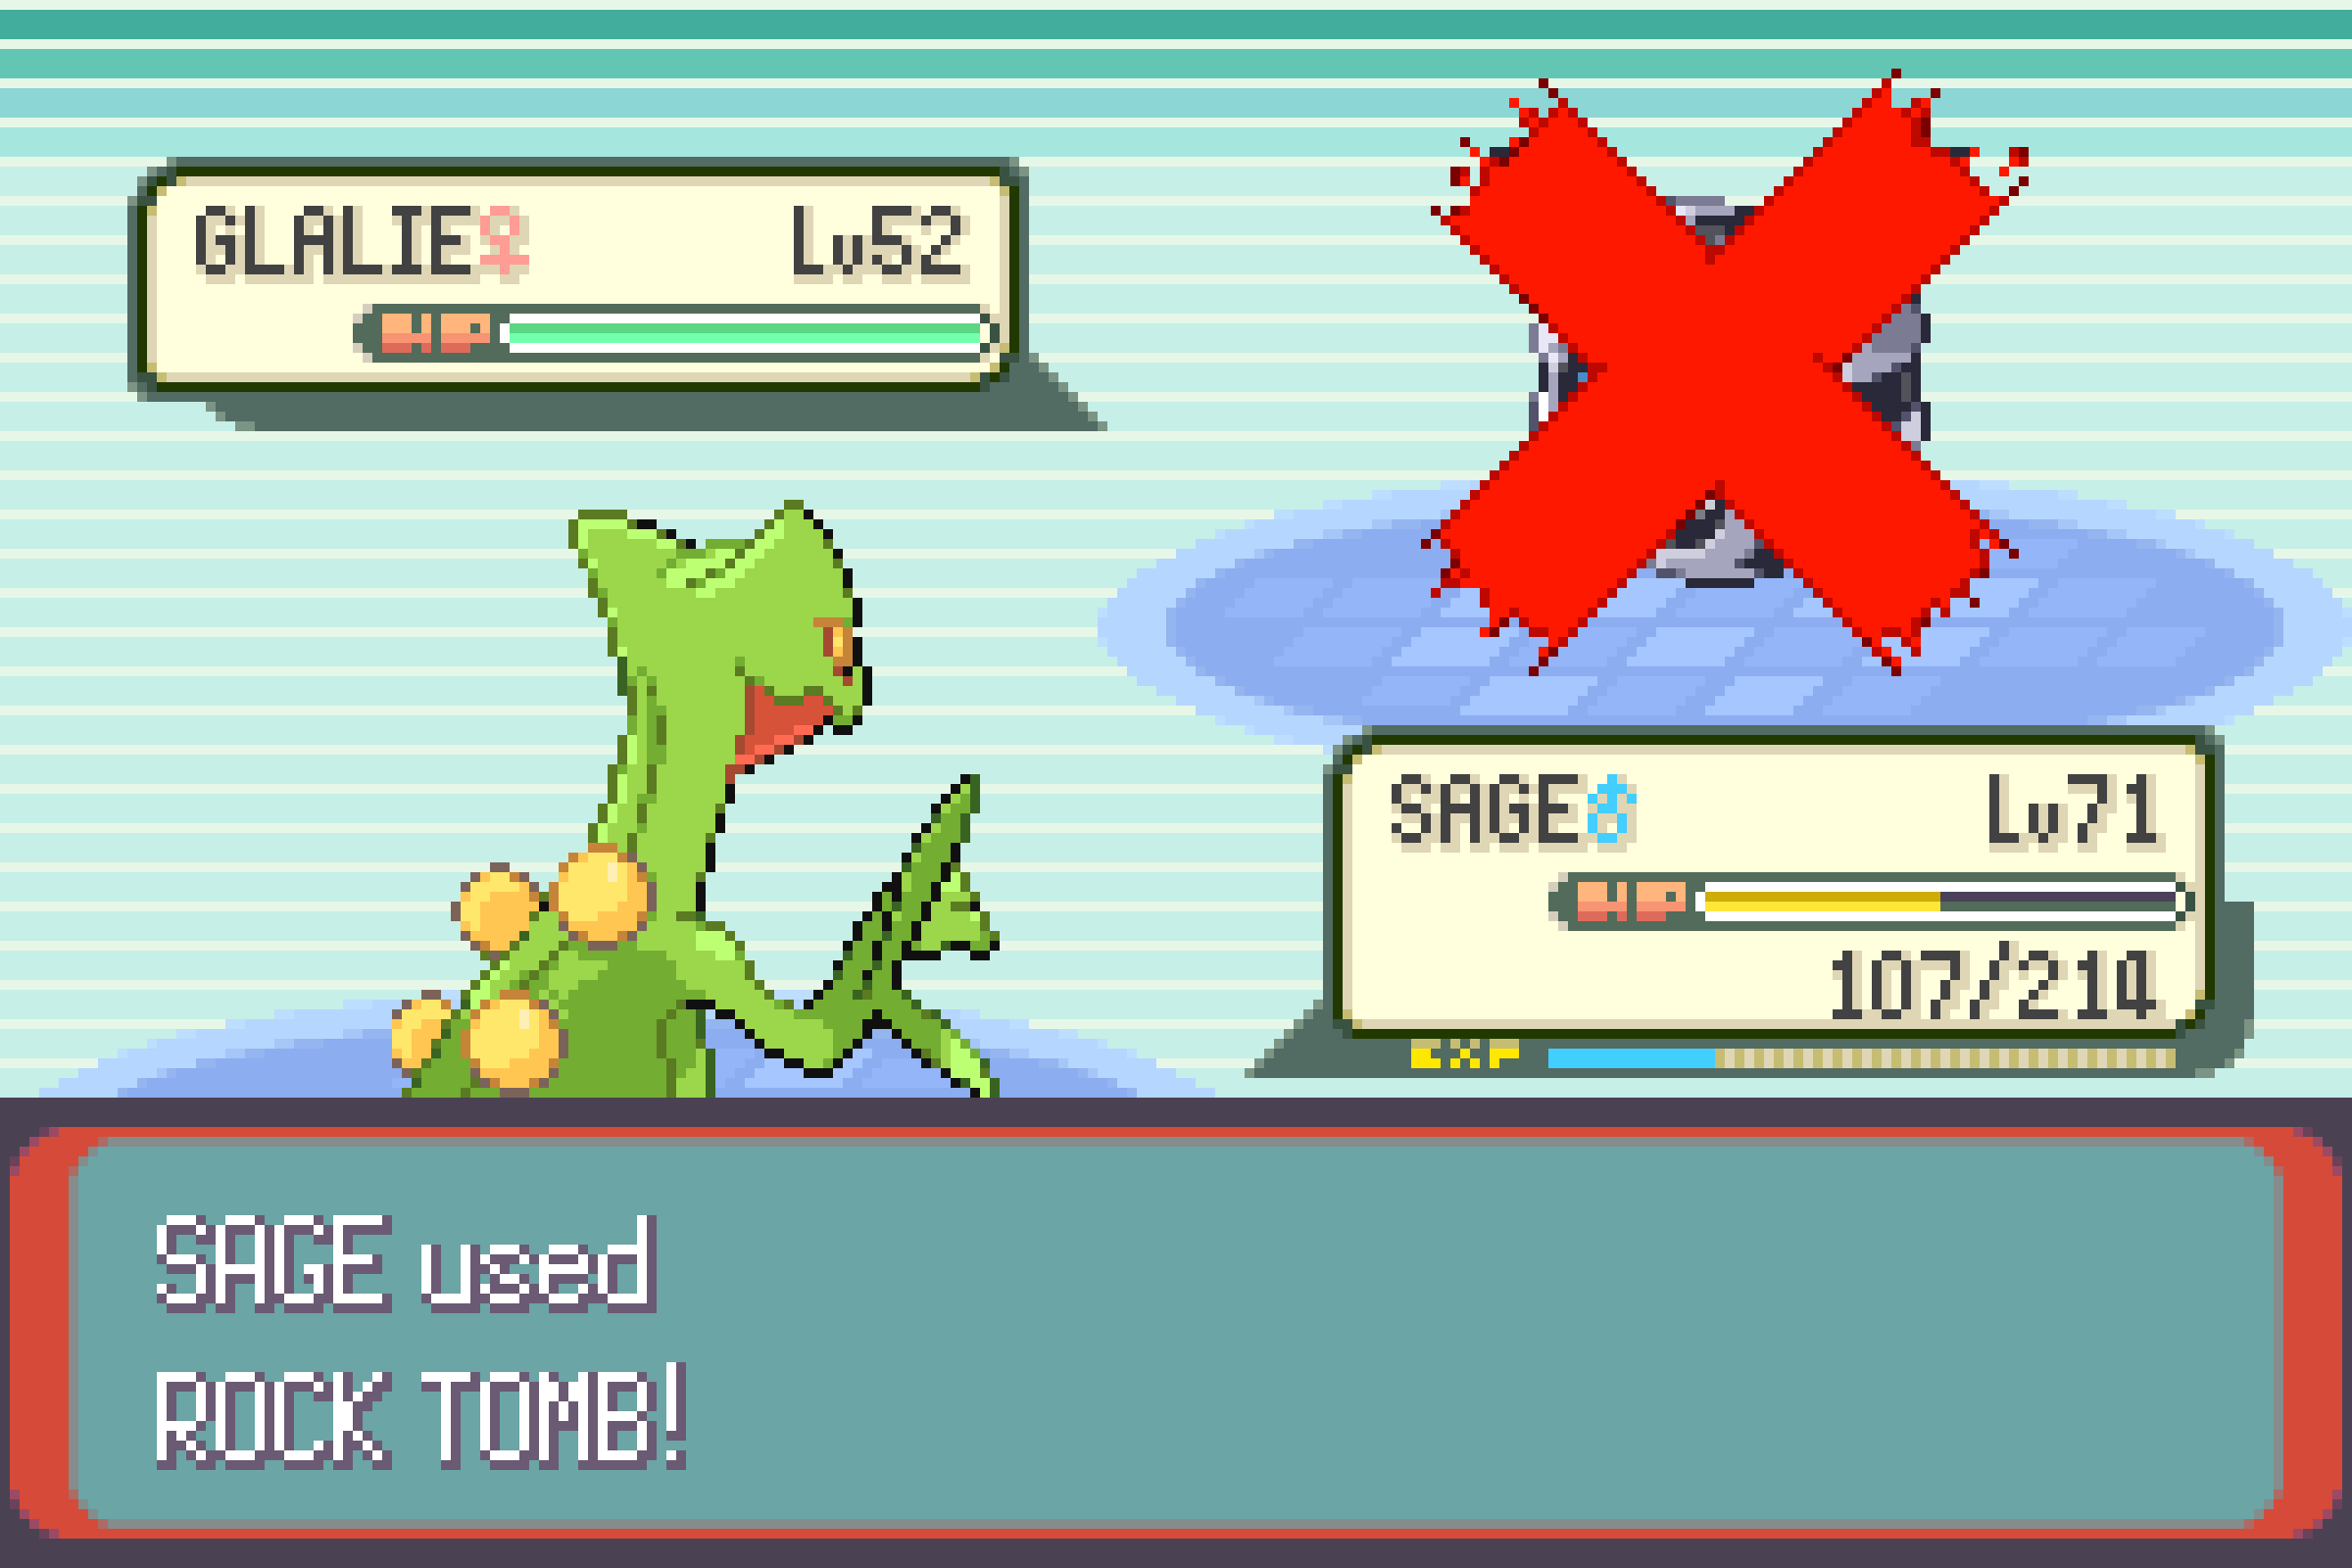 GLALIE♀ Lv52
HP
SAGE♂ Lv71
HP
107/214
EXP
SAGE used
ROCK TOMB!